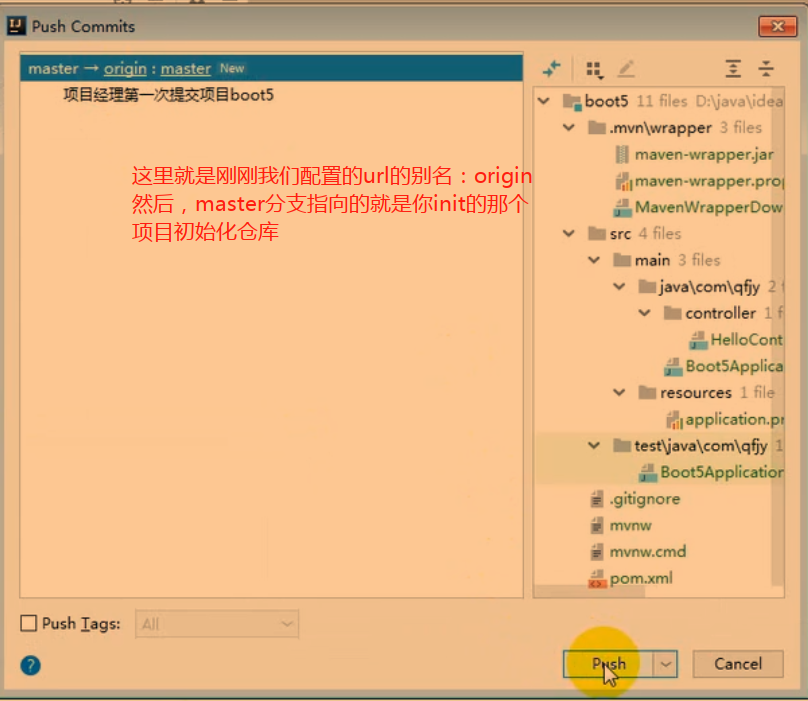 Push Commits
master → origin : master New
项目经理第一次提交项目boot5
这里就是刚刚我们配置的url的别名：origin
然后，master分支指向的就是你init的那个
项目初始化仓库
boot5 11 files D:\java\idea
.mvn\wrapper 3 files
maven-wrapper.jar
maven-wrapper.prop
MavenWrapperDow
src 4 files
main 3 files
java\com\qfjy 2 f
controller 1 f
HelloCont
Boot5Applica
resources 1 file
application.pr
test\java\com\qfjy 1
Boot5Application
.gitignore
mvnw
mvnw.cmd
pom.xml
Push Tags: All
? Push Cancel